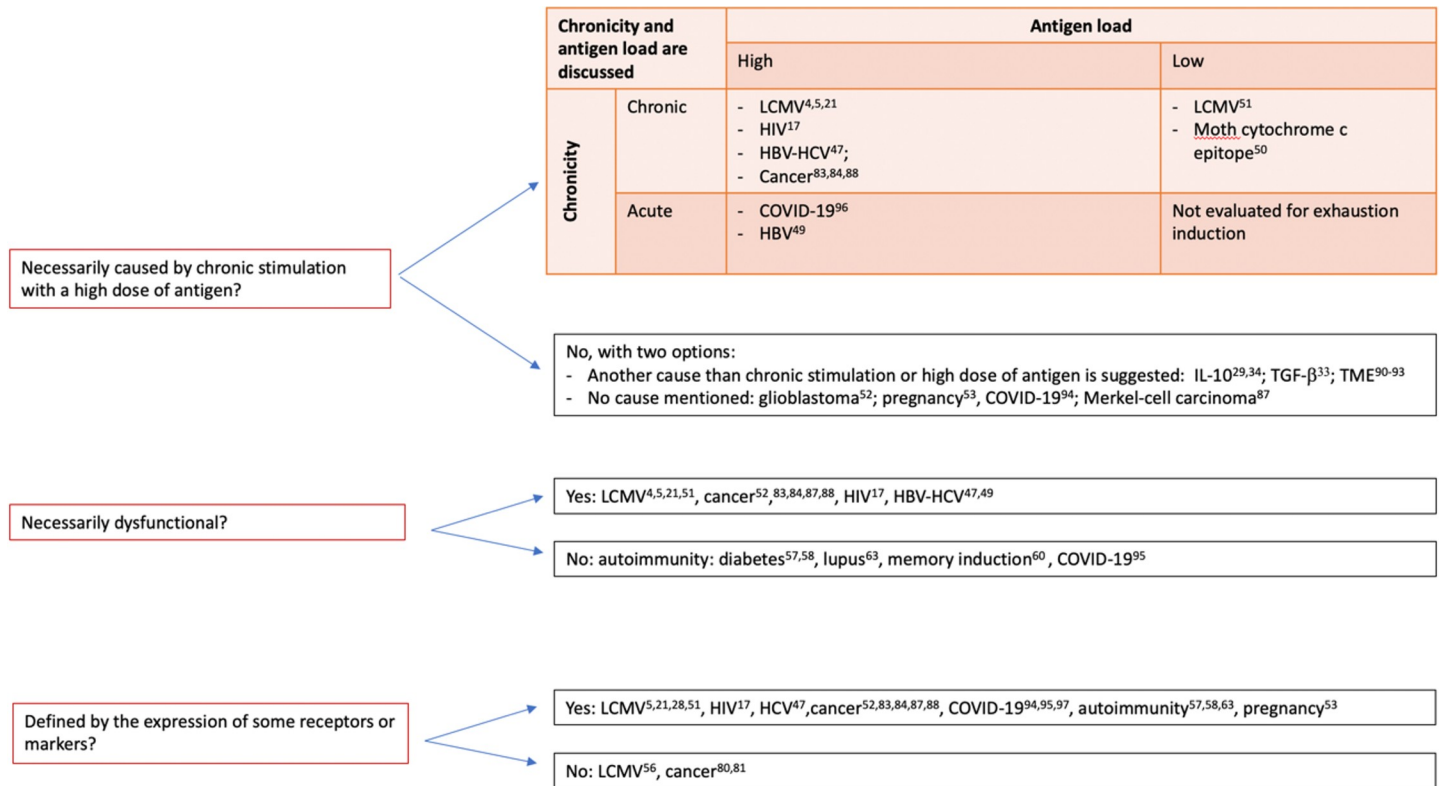 Chronicity and
antigen load are
discussed
Antigen load
High
Low
Chronicity
Chronic
- LCMV4,5,21
- HIV17
- HBV-HCV47;
- Cancer83,84,88
- LCMV51
- Moth cytochrome c
epitope50
Acute
- COVID-1996
- HBV49
Not evaluated for exhaustion
induction
Necessarily caused by chronic stimulation
with a high dose of antigen?
No, with two options:
- Another cause than chronic stimulation or high dose of antigen is suggested: IL-1029,34; TGF-β33; TME90-93
- No cause mentioned: glioblastoma52; pregnancy53, COVID-1994; Merkel-cell carcinoma87
Necessarily dysfunctional?
Yes: LCMV4,5,21,51, cancer52,83,84,87,88, HIV17, HBV-HCV47,49
No: autoimmunity: diabetes57,58, lupus63, memory induction60 , COVID-1995
Defined by the expression of some receptors or
markers?
Yes: LCMV5,21,28,51, HIV17, HCV47,cancer52,83,84,87,88, COVID-1994,95,97, autoimmunity57,58,63, pregnancy53
No: LCMV56, cancer80,81